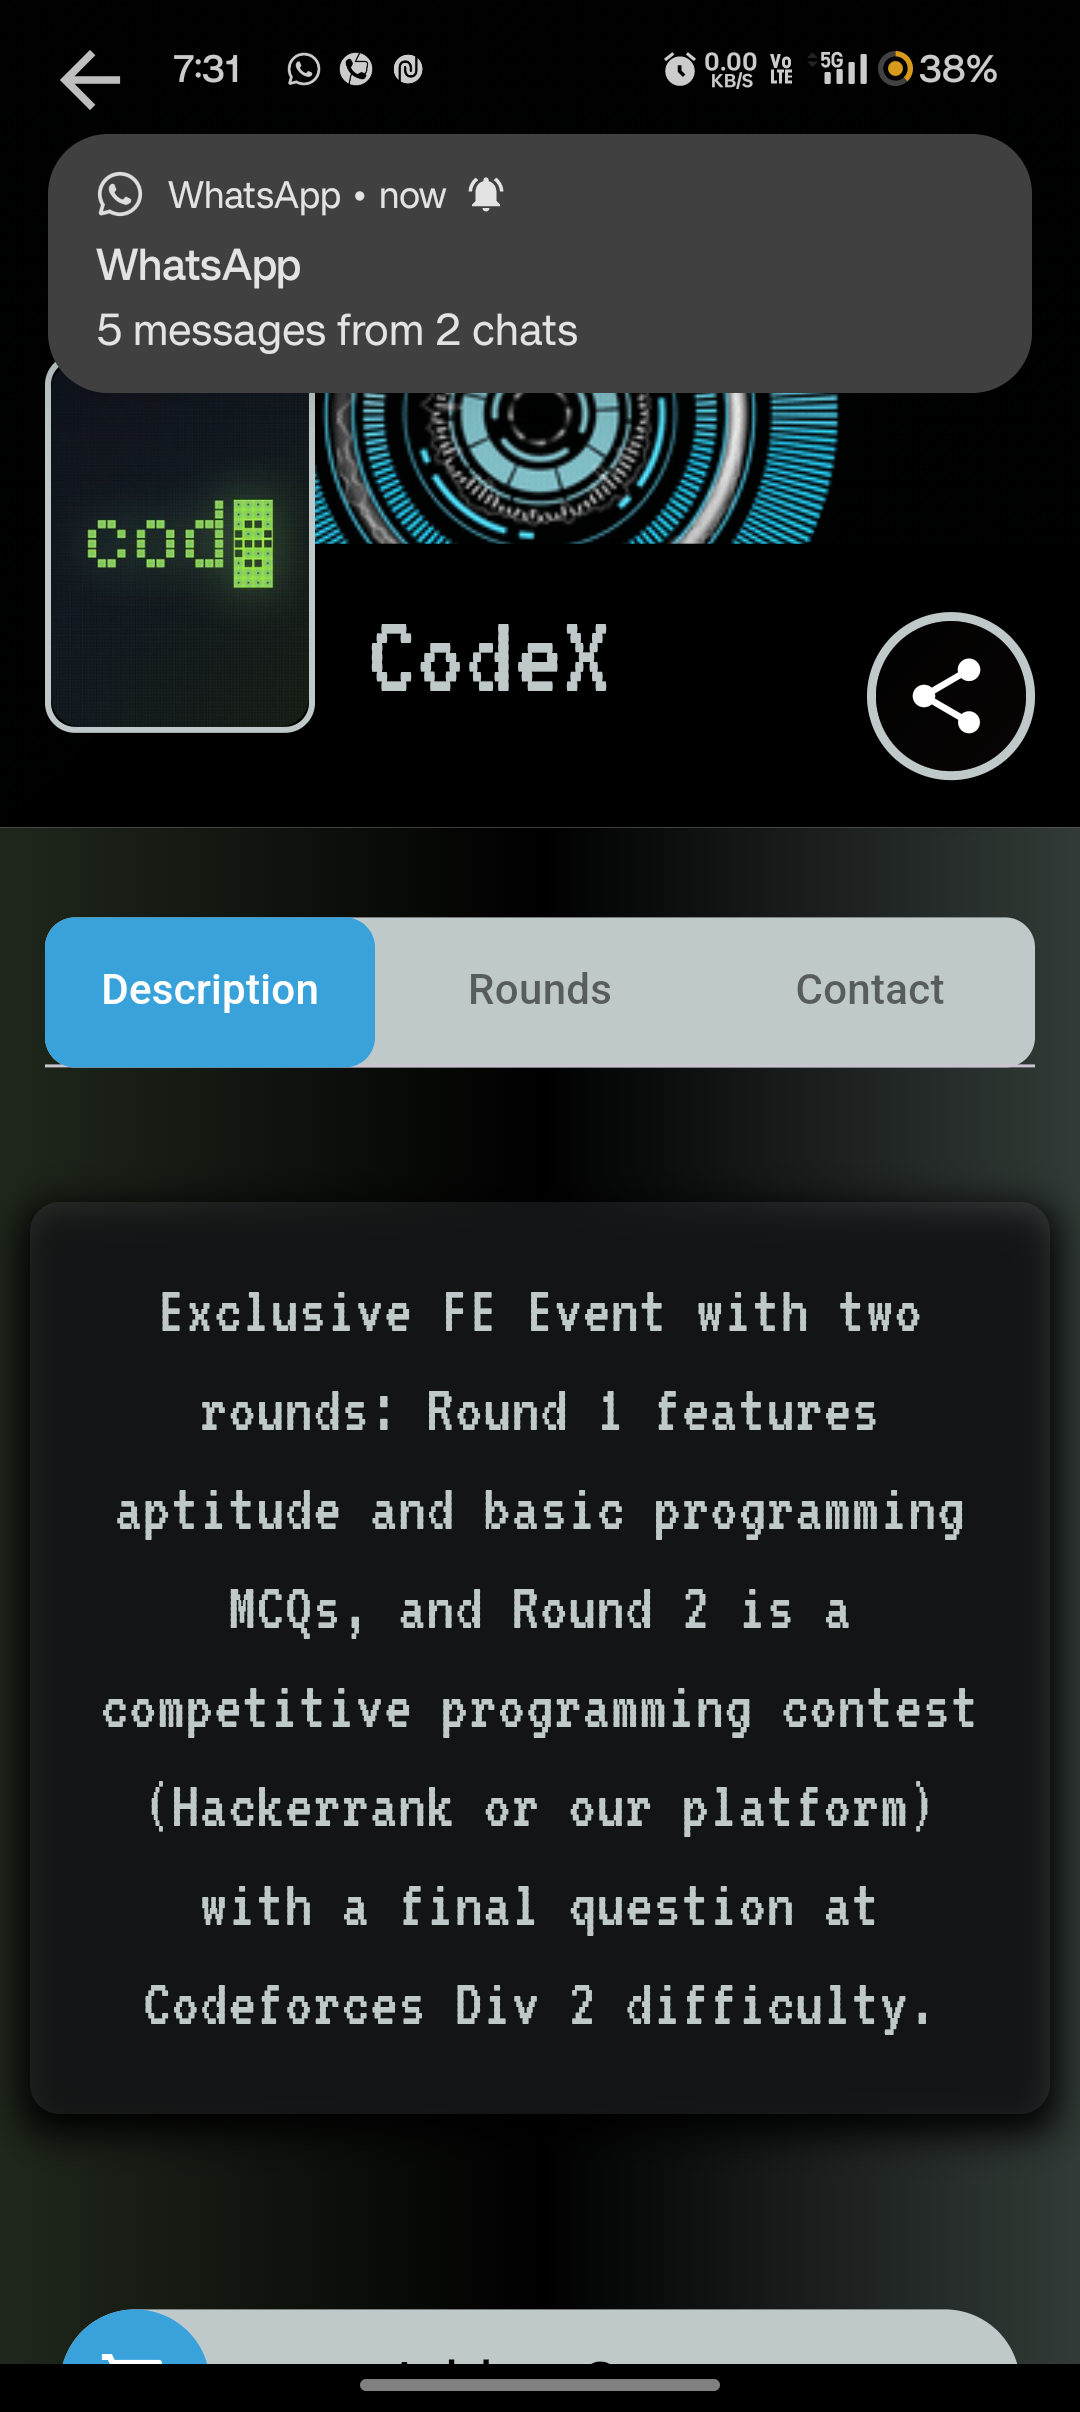 7:31 0.00 KB/S Vo LTE 5G 38%
WhatsApp • now
WhatsApp
5 messages from 2 chats
code
CodeX
Description Rounds Contact
Exclusive FE Event with two
rounds: Round 1 features
aptitude and basic programming
MCQs, and Round 2 is a
competitive programming contest
(Hackerrank or our platform)
with a final question at
Codeforces Div 2 difficulty.